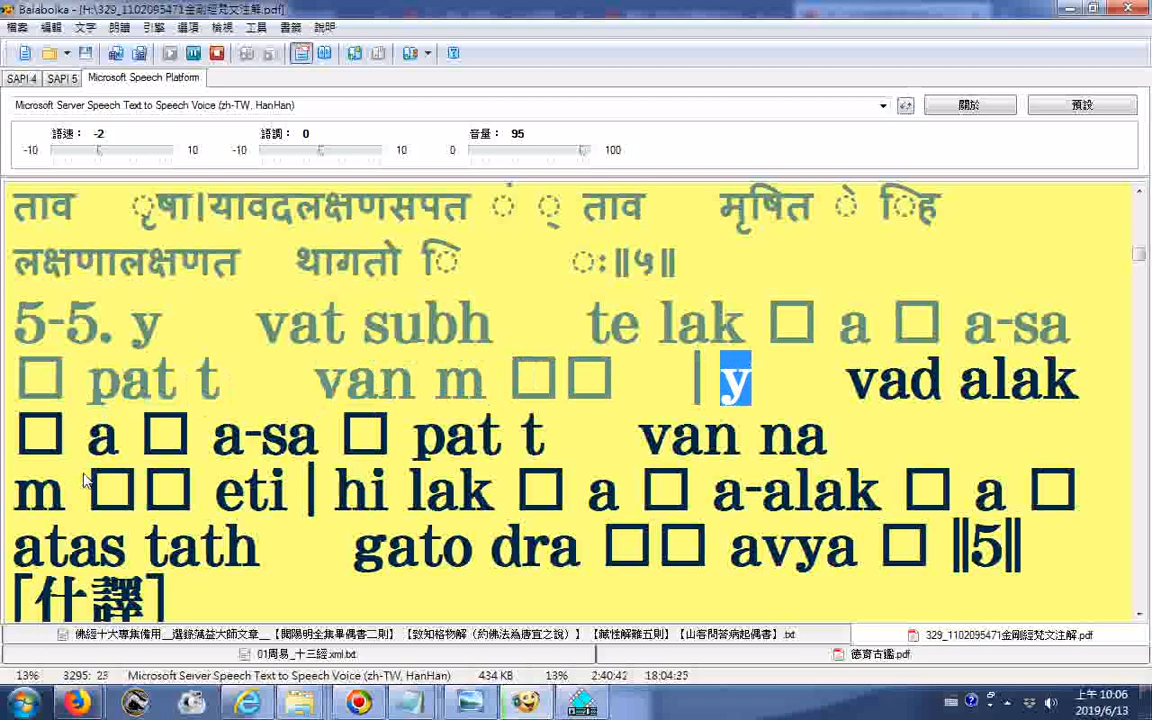 Balabolka - [H:\329_1102095471金剛經梵文注解.pdf]
檔案 編輯 文字 朗讀 引擎 選項 檢視 工具 書籤 說明
SAPI 4 SAPI 5 Microsoft Speech Platform
Microsoft Server Speech Text to Speech Voice (zh-TW, HanHan) 關於 預設
語速： -2 語調： 0 音量： 95
-10 10 -10 10 0 100
ताव ृषा।यावदलक्षणसपत ं ् ताव मृषित े िह
लक्षणालक्षणत थागतो ि ः॥५॥
5-5. y vat subh te lak □ a □ a-sa
□ pat t van m □□ | y vad alak
□ a □ a-sa □ pat t van na
m □□ eti | hi lak □ a □ a-alak □ a □
atas tath gato dra □□ avya □ ‖5‖
「什譯」
329_1102095471金剛經梵文注解.pdf
01周易_十三經.xml.txt 德育古鑑.pdf
13% 3295: 23 Microsoft Server Speech Text to Speech Voice (zh-TW, HanHan) 434 KB 13% 2:40:42 18:04:25
上午 10:06
2019/6/13